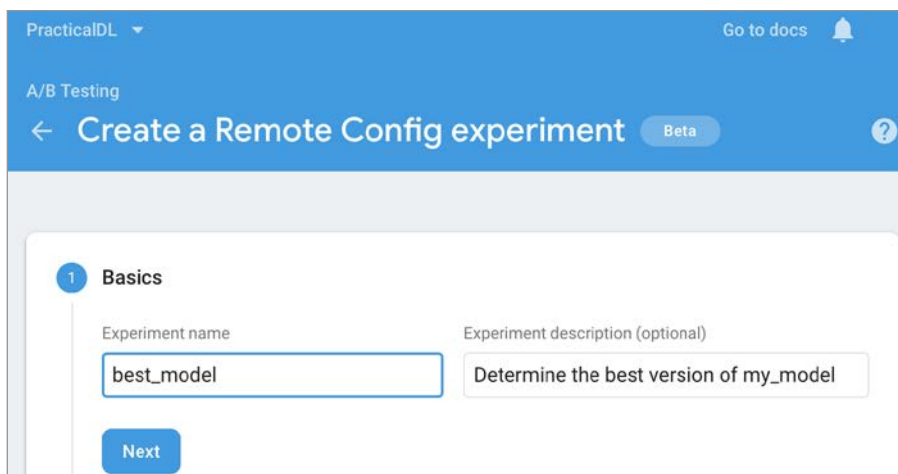 PracticalDL Go to docs
A/B Testing
Create a Remote Config experiment Beta ?
1 Basics
Experiment name Experiment description (optional)
best_model Determine the best version of my_model
Next